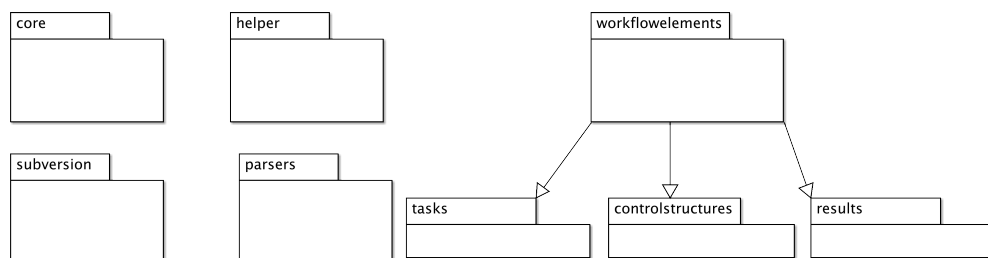 core
helper
workflowelements
subversion
parsers
tasks
controlstructures
results